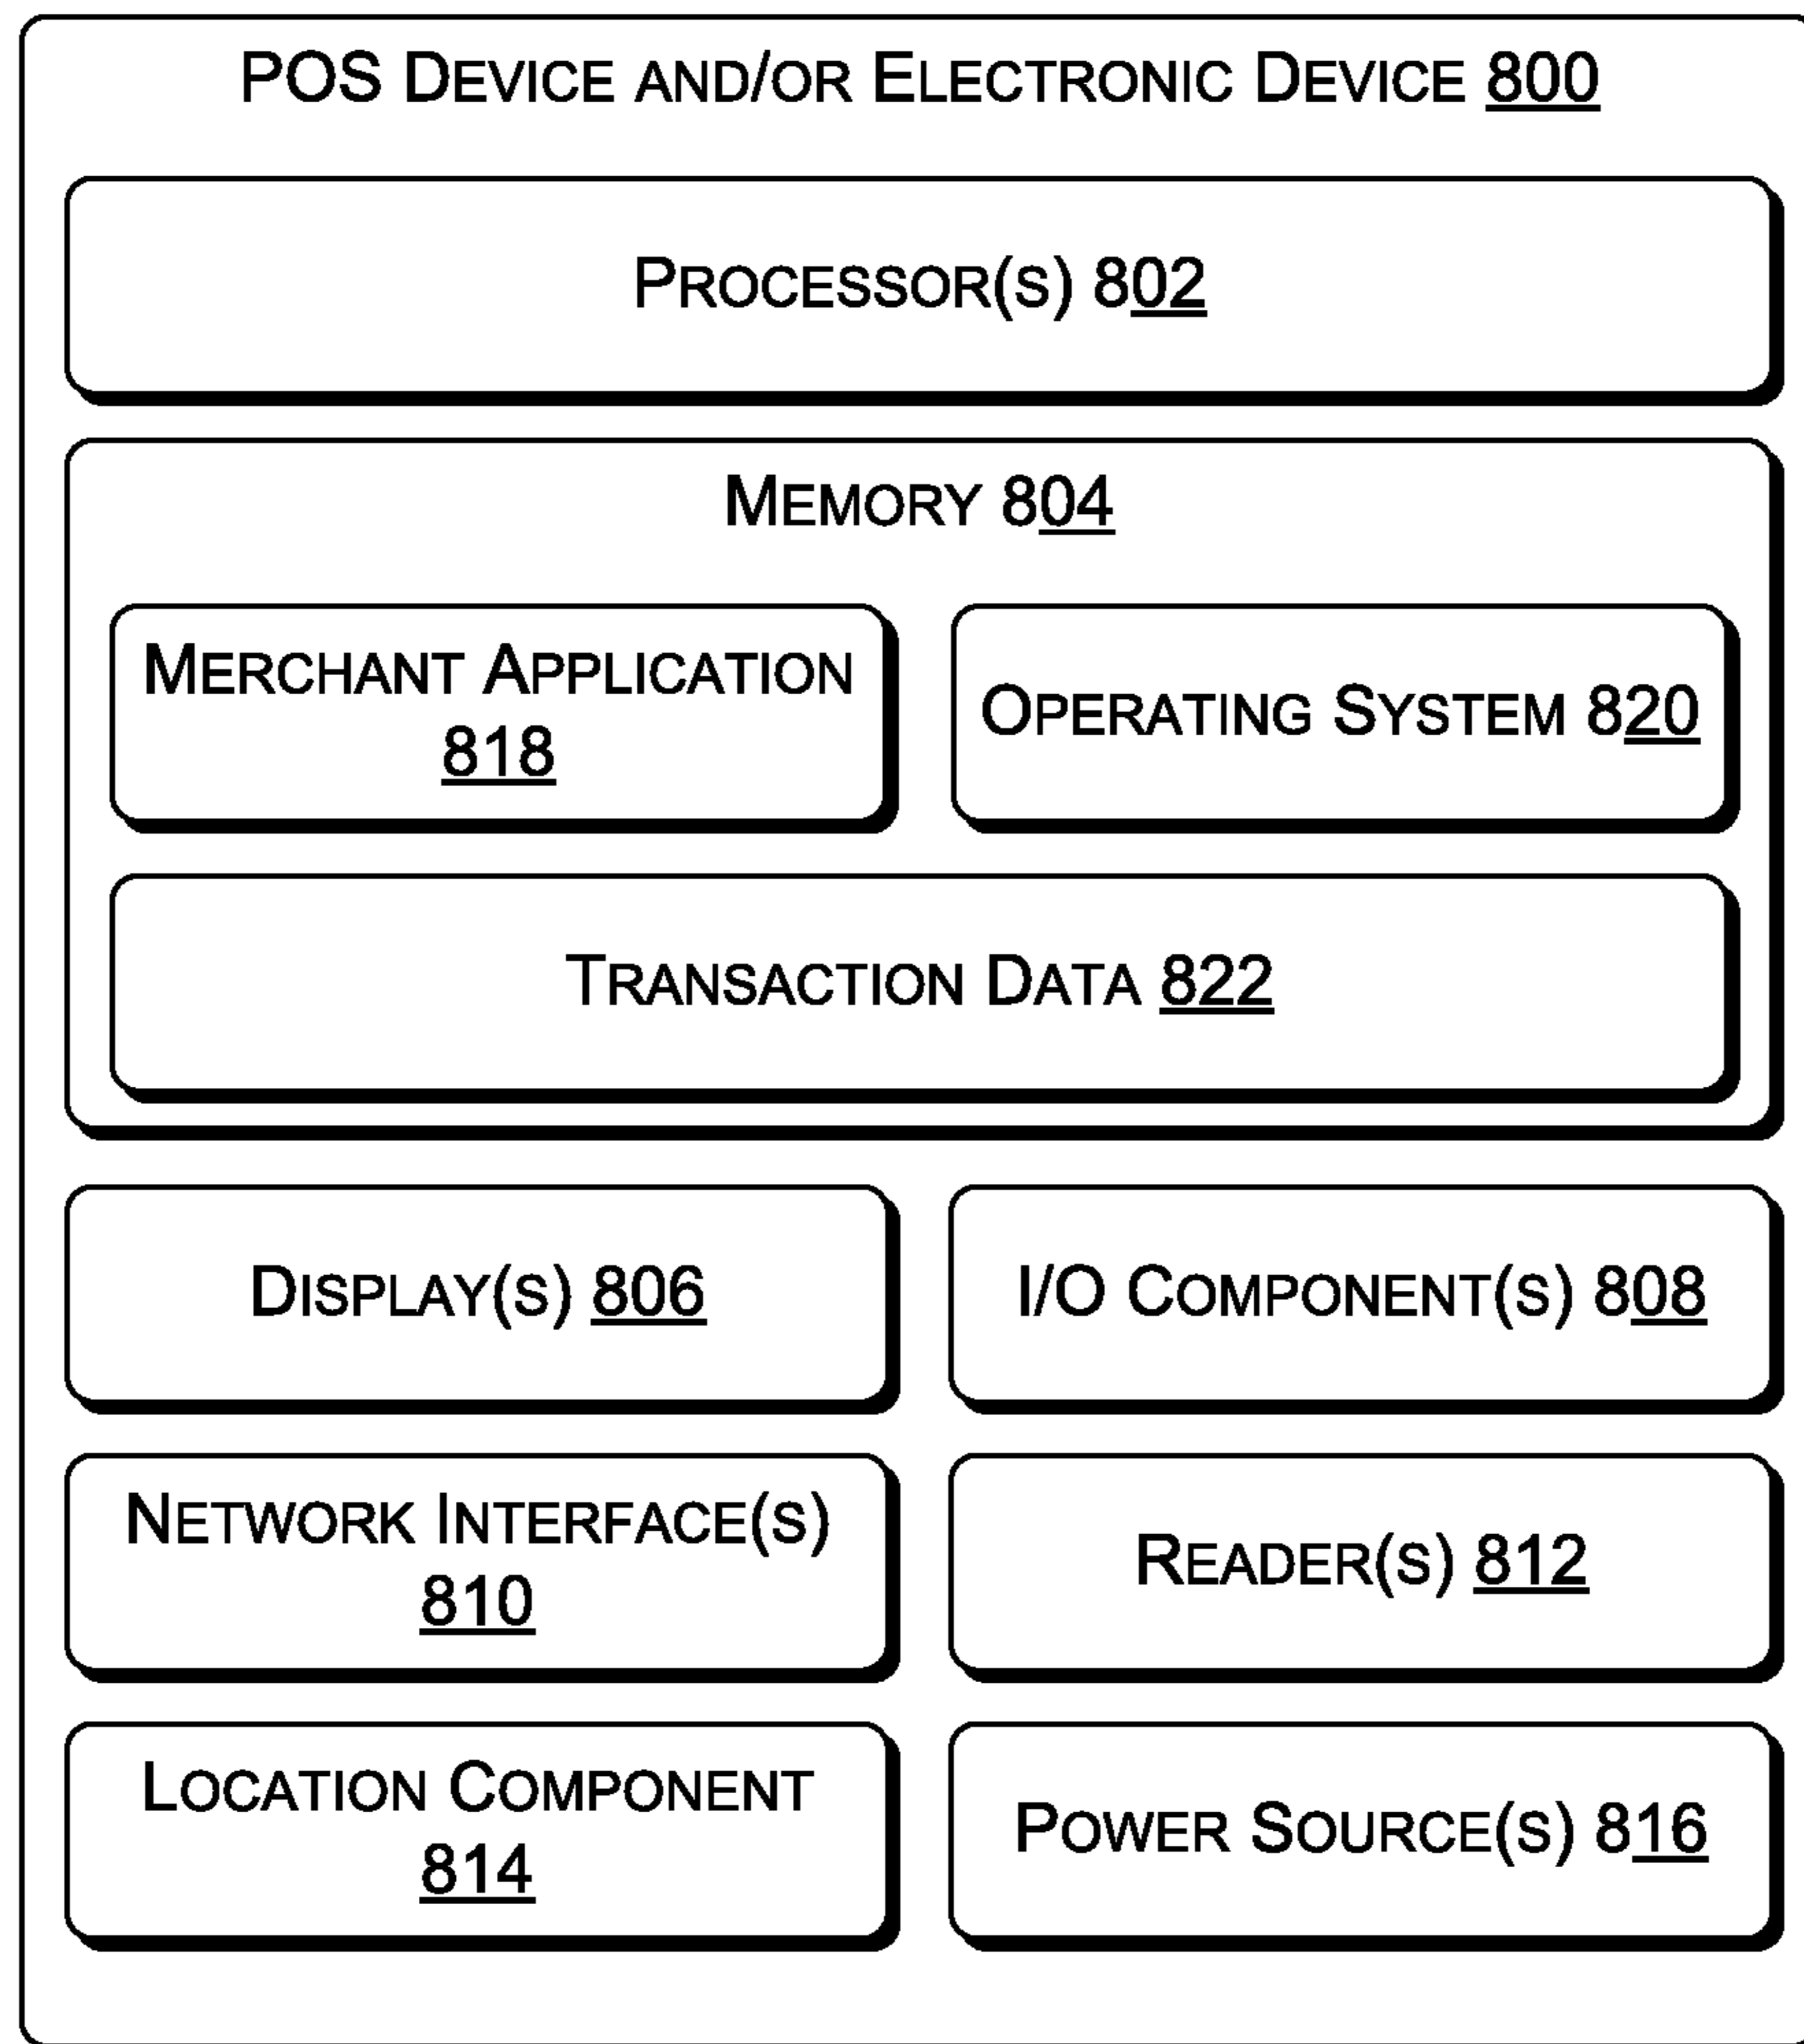 POS DEVICE AND/OR ELECTRONIC DEVICE 800
PROCESSOR(S) 802
MEMORY 804
MERCHANT APPLICATION
818
OPERATING SYSTEM 820
TRANSACTION DATA 822
DISPLAY(S) 806
I/O COMPONENT(S) 808
NETWORK INTERFACE(S)
810
READER(S) 812
LOCATION COMPONENT
814
POWER SOURCE(S) 816